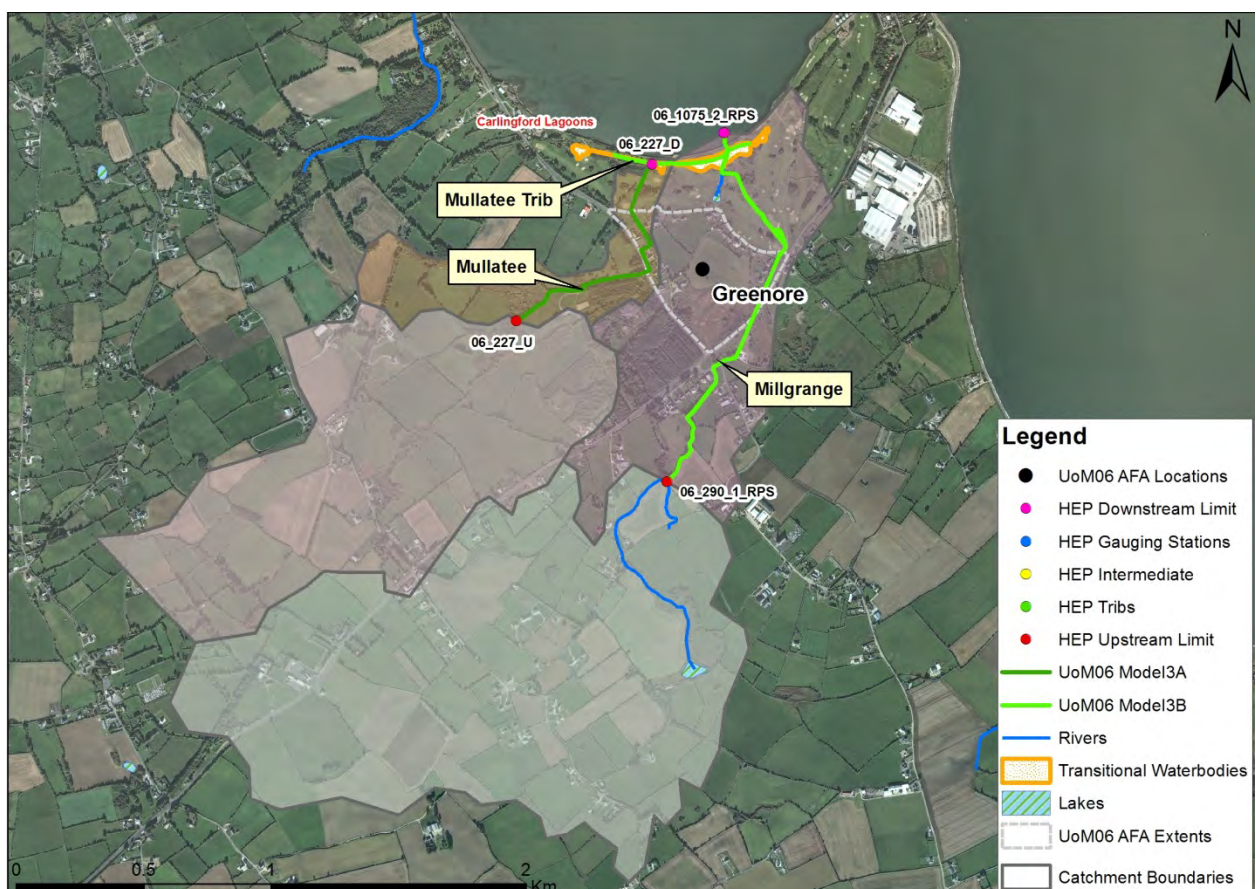 N
06_1075_2_RPS
Carlingford Lagoons
06_227_D
Mullatee Trib
Mullatee
Greenore
06_227_U
Millgrange
06_290_1_RPS
Legend
UoM06 AFA Locations
HEP Downstream Limit
HEP Gauging Stations
HEP Intermediate
HEP Tribs
HEP Upstream Limit
UoM06 Model3A
UoM06 Model3B
Rivers
Transitional Waterbodies
Lakes
UoM06 AFA Extents
Catchment Boundaries
0 0.5 1 2
Km